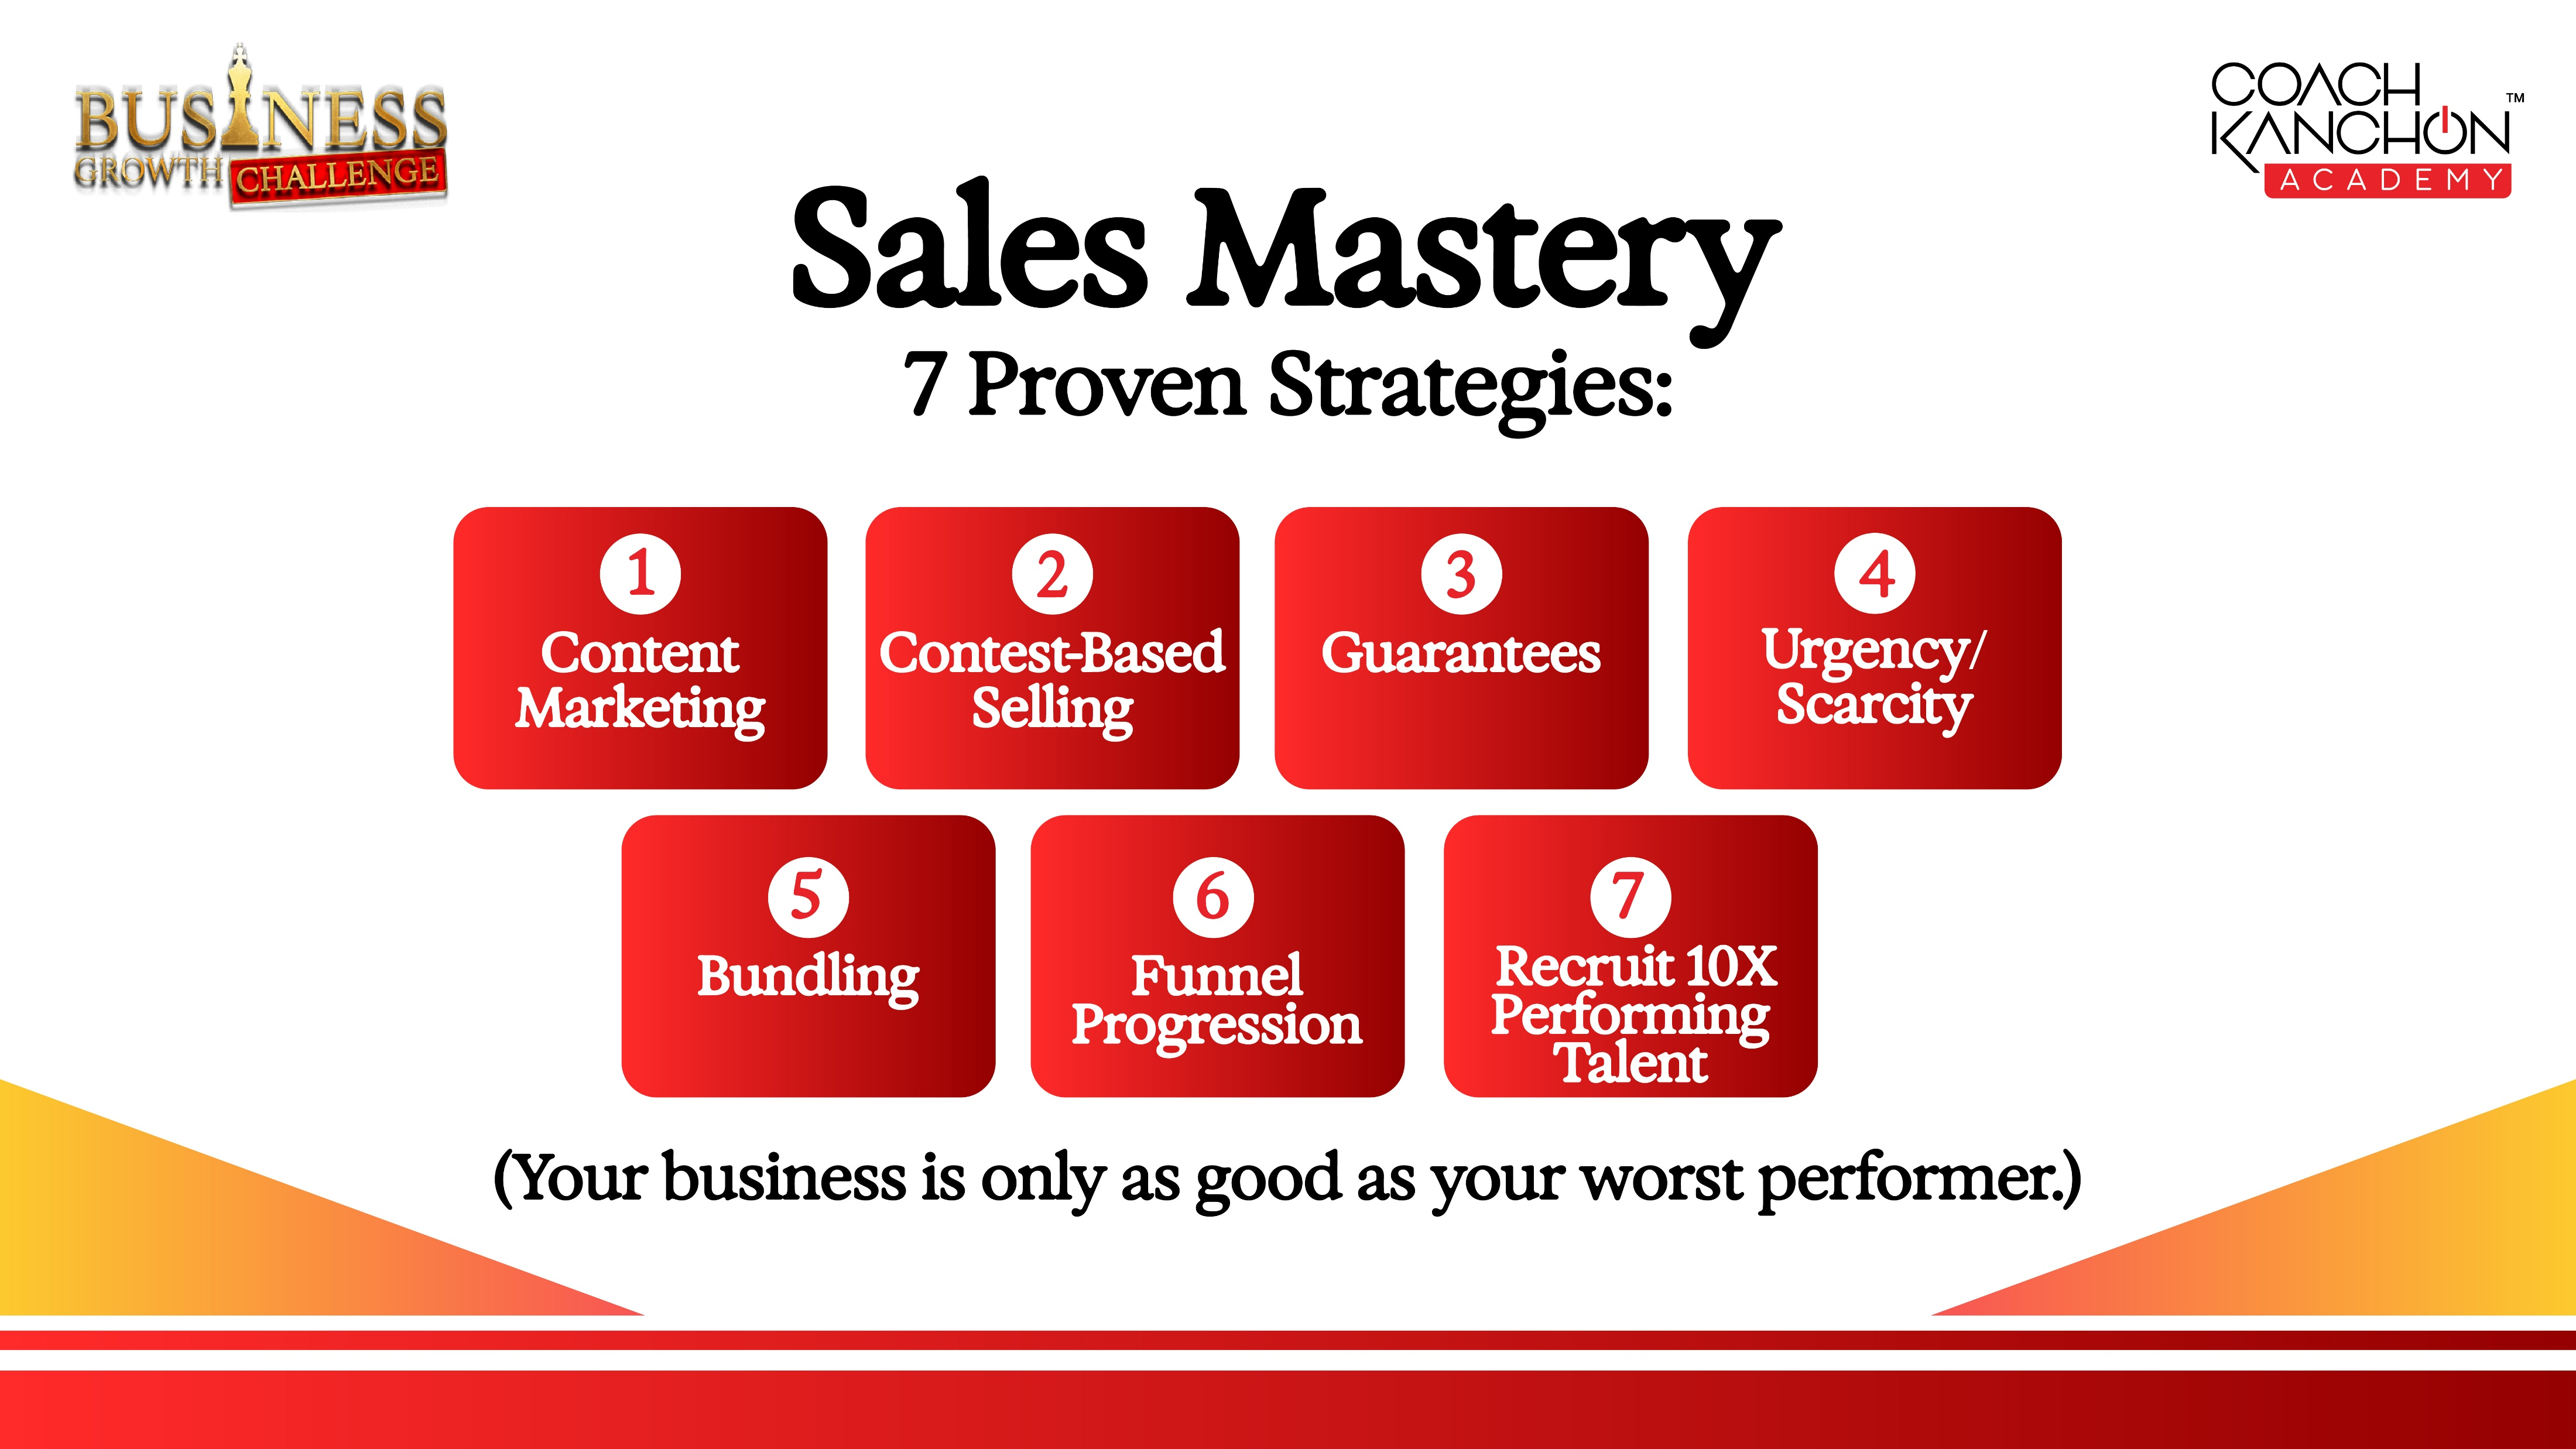 BUSINESS
GROWTH CHALLENGE
COACH
KANCHON
™
ACADEMY
Sales Mastery
7 Proven Strategies:
1
Content
Marketing
2
Contest-Based
Selling
3
Guarantees
4
Urgency/
Scarcity
5
Bundling
6
Funnel
Progression
7
Recruit 10X
Performing
Talent
(Your business is only as good as your worst performer.)